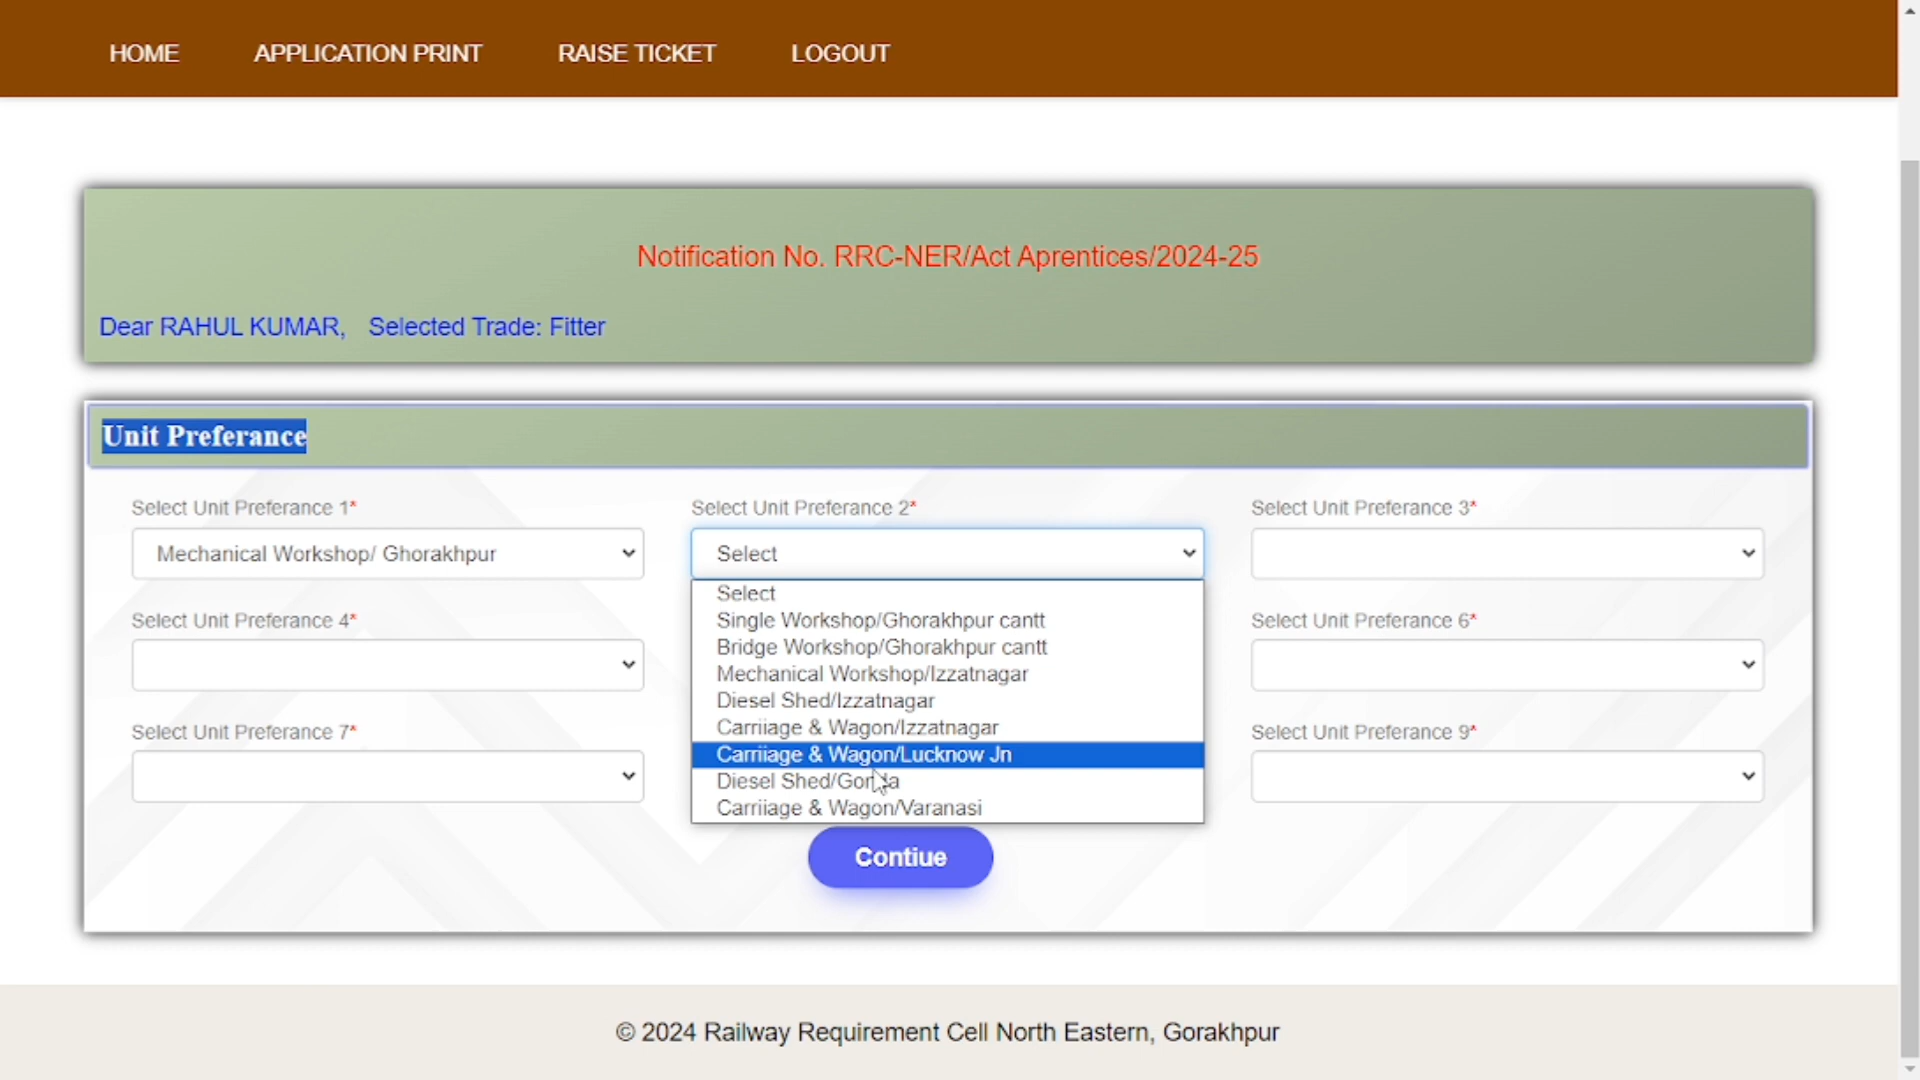 HOME APPLICATION PRINT RAISE TICKET LOGOUT
Notification No. RRC-NER/Act Aprentices/2024-25
Dear RAHUL KUMAR, Selected Trade: Fitter
Unit Preferance
Select Unit Preferance 1* Select Unit Preferance 2* Select Unit Preferance 3*
Mechanical Workshop/ Ghorakhpur Select
Select
Single Workshop/Ghorakhpur cantt
Bridge Workshop/Ghorakhpur cantt
Mechanical Workshop/Izzatnagar
Diesel Shed/Izzatnagar
Carriiage & Wagon/Izzatnagar
Carriiage & Wagon/Lucknow Jn
Diesel Shed/Gonda
Carriiage & Wagon/Varanasi
Select Unit Preferance 4* Select Unit Preferance 6*
Select Unit Preferance 7* Select Unit Preferance 9*
Contiue
© 2024 Railway Requirement Cell North Eastern, Gorakhpur